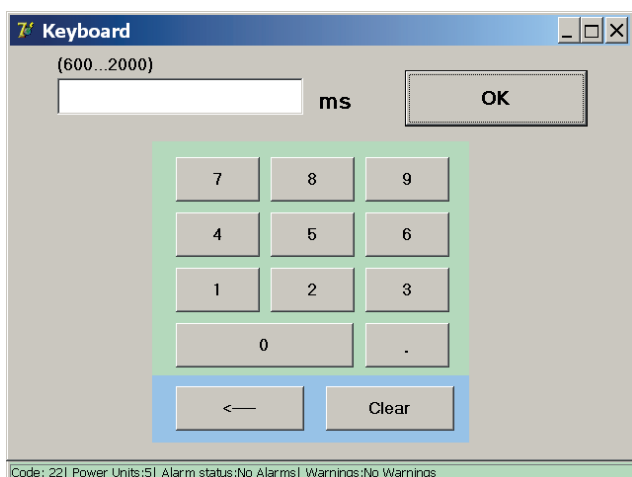 Keyboard
(600...2000)
ms
OK
7 8 9
4 5 6
1 2 3
0 .
<— Clear
Code: 22| Power Units:5| Alarm status:No Alarms| Warnings:No Warnings